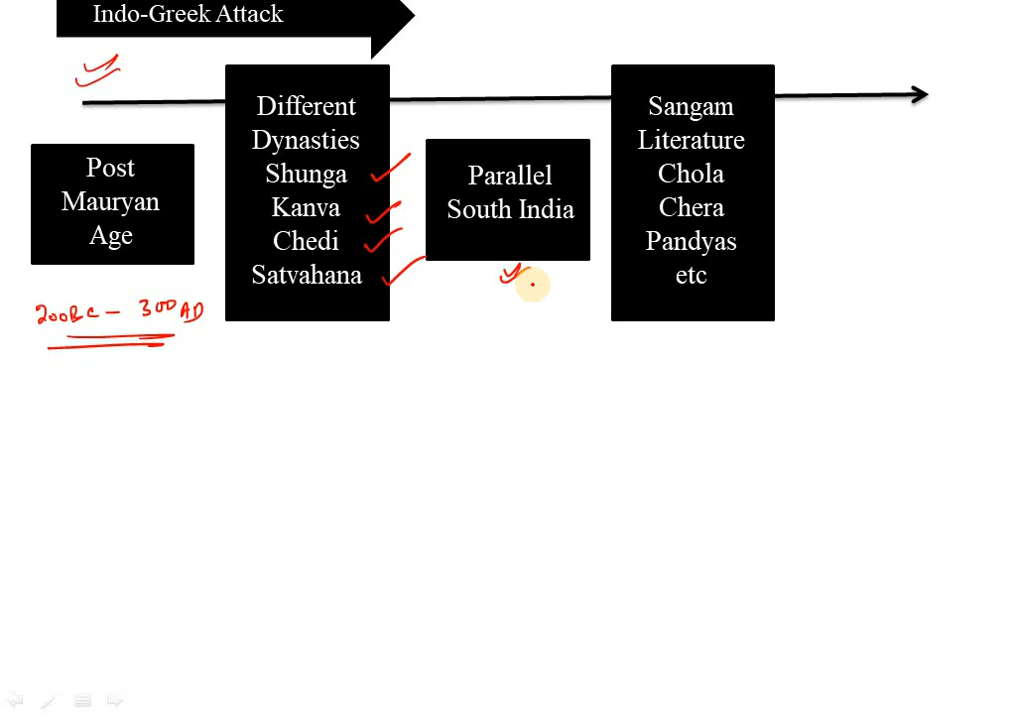 Indo-Greek Attack
Post
Mauryan
Age
200BC - 300AD
Different
Dynasties
Shunga
Kanva
Chedi
Satvahana
Parallel
South India
Sangam
Literature
Chola
Chera
Pandyas
etc